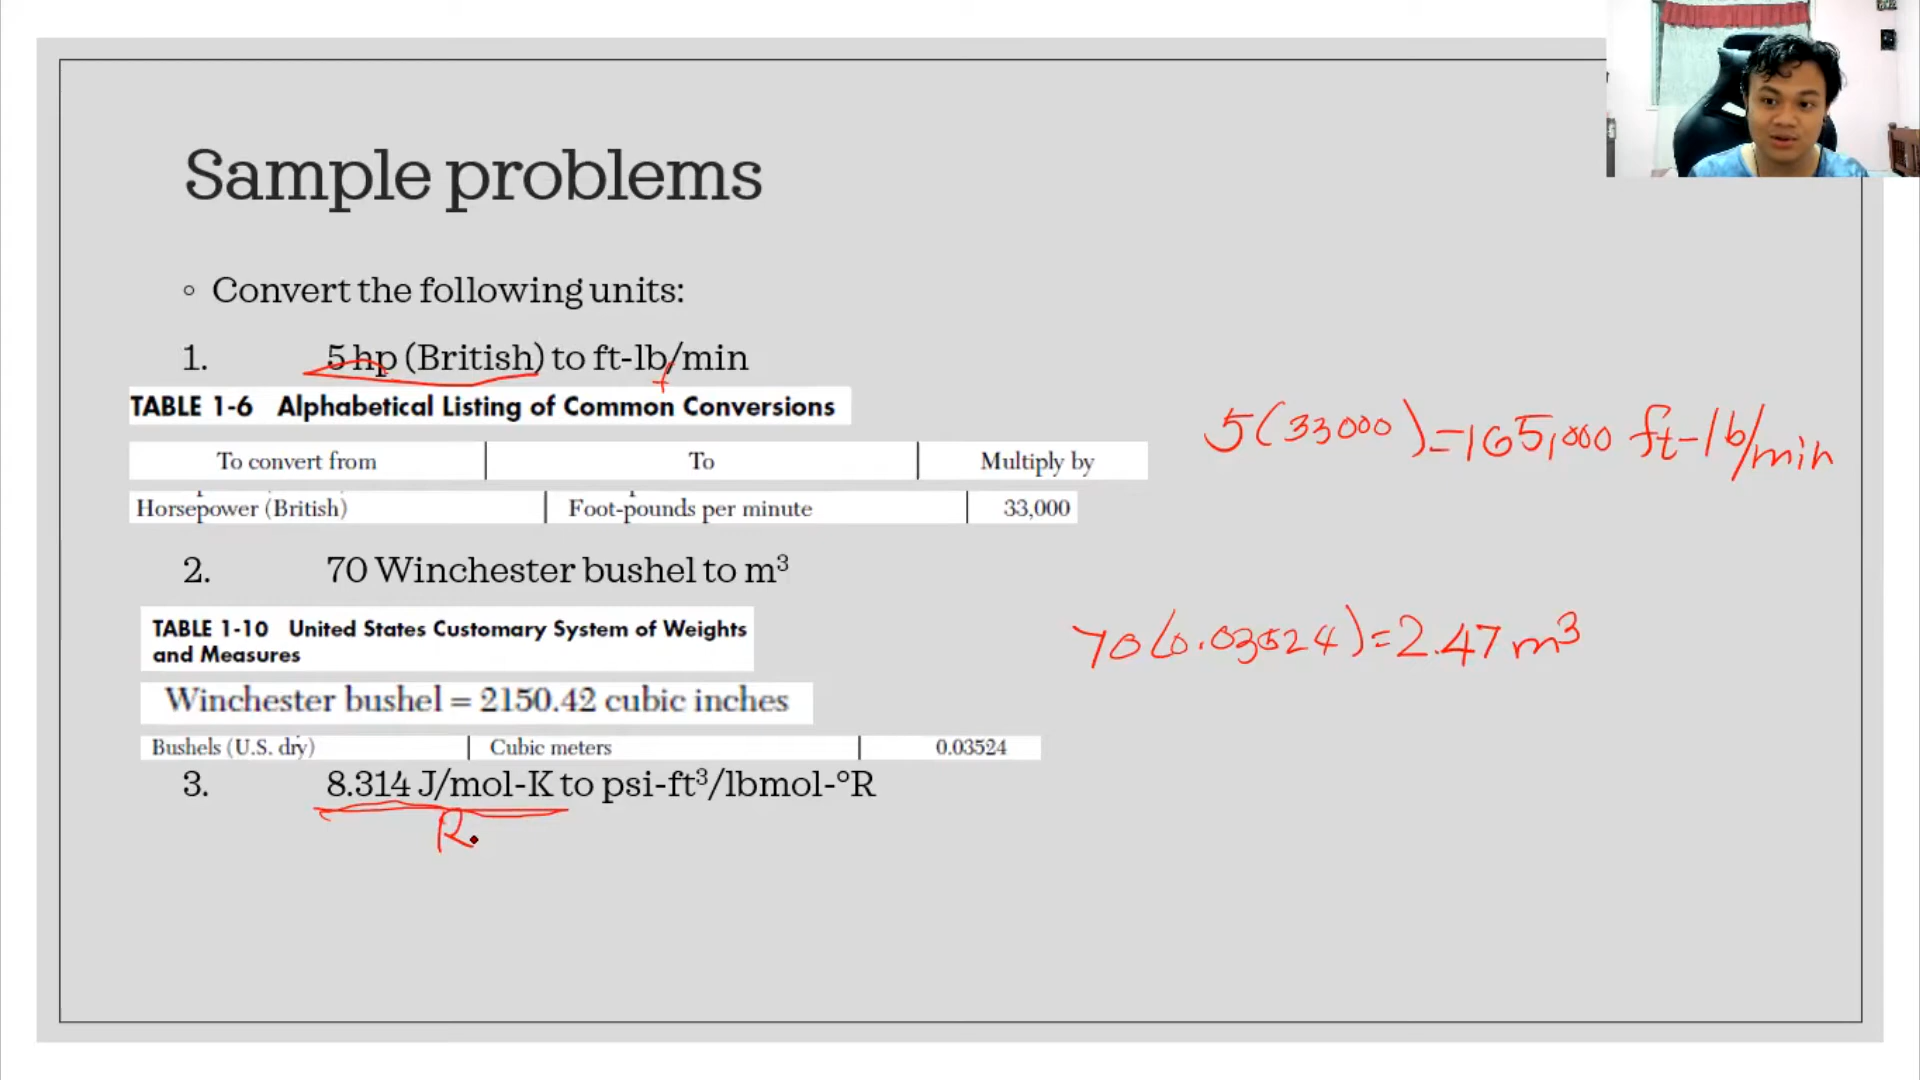 Sample problems
◦ Convert the following units:
1. 5 hp (British) to ft-lb/min
f
TABLE 1-6 Alphabetical Listing of Common Conversions
To convert from | To | Multiply by
5(33000)=165,000 ft-lb/min
Horsepower (British) | Foot-pounds per minute | 33,000
2. 70 Winchester bushel to m³
TABLE 1-10 United States Customary System of Weights
and Measures
70(0.03524)=2.47 m³
Winchester bushel = 2150.42 cubic inches
Bushels (U.S. dry) | Cubic meters | 0.03524
3. 8.314 J/mol-K to psi-ft³/lbmol-°R
R